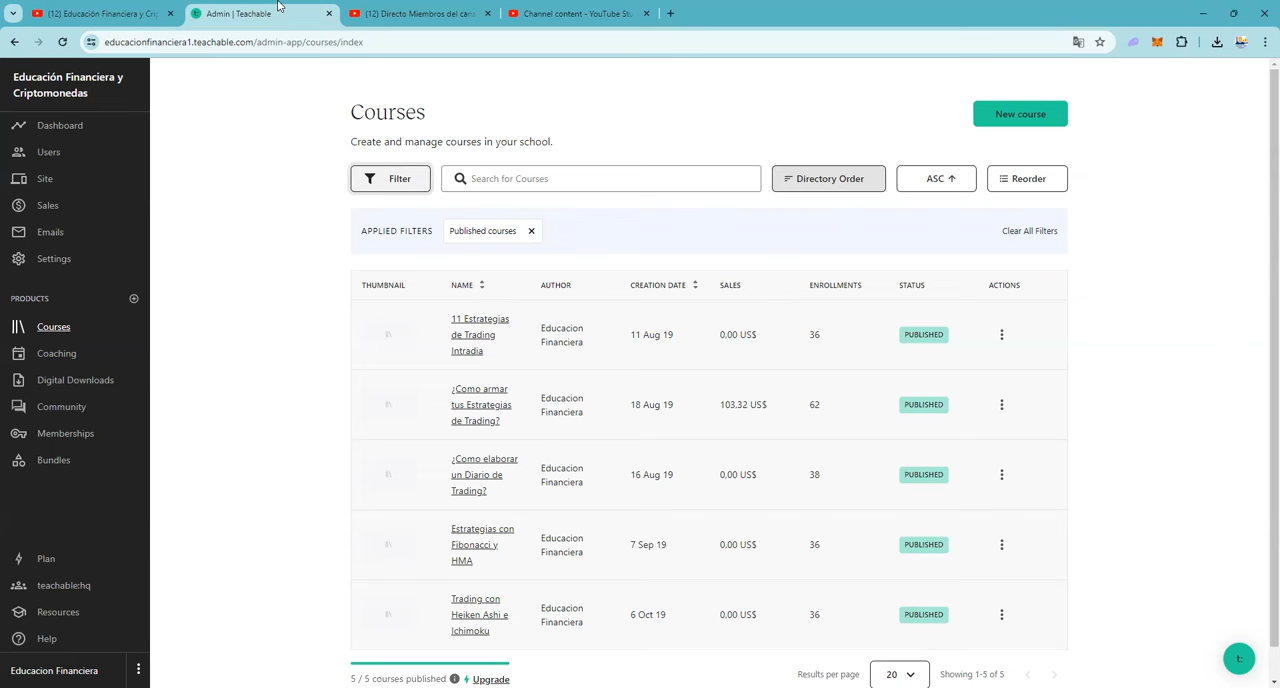 (12) Educación Financiera y Crip
Admin | Teachable
(12) Directo Miembros del cana
Channel content - YouTube Stu
educacionfinanciera1.teachable.com/admin-app/courses/index
Educación Financiera y
Criptomonedas
Dashboard
Users
Site
Sales
Emails
Settings
PRODUCTS
Courses
Coaching
Digital Downloads
Community
Memberships
Bundles
Plan
teachable:hq
Resources
Help
Educacion Financiera
Courses
New course
Create and manage courses in your school.
Filter
Search for Courses
Directory Order
ASC
Reorder
APPLIED FILTERS
Published courses
Clear All Filters
THUMBNAIL NAME AUTHOR CREATION DATE SALES ENROLLMENTS STATUS ACTIONS
11 Estrategias
de Trading
Intradia
Educacion
Financiera
11 Aug 19
0,00 US$
36
PUBLISHED
¿Como armar
tus Estrategias
de Trading?
Educacion
Financiera
18 Aug 19
103,32 US$
62
PUBLISHED
¿Como elaborar
un Diario de
Trading?
Educacion
Financiera
16 Aug 19
0,00 US$
38
PUBLISHED
Estrategias con
Fibonacci y
HMA
Educacion
Financiera
7 Sep 19
0,00 US$
36
PUBLISHED
Trading con
Heiken Ashi e
Ichimoku
Educacion
Financiera
6 Oct 19
0,00 US$
36
PUBLISHED
5 / 5 courses published
Upgrade
Results per page
20
Showing 1-5 of 5
t: